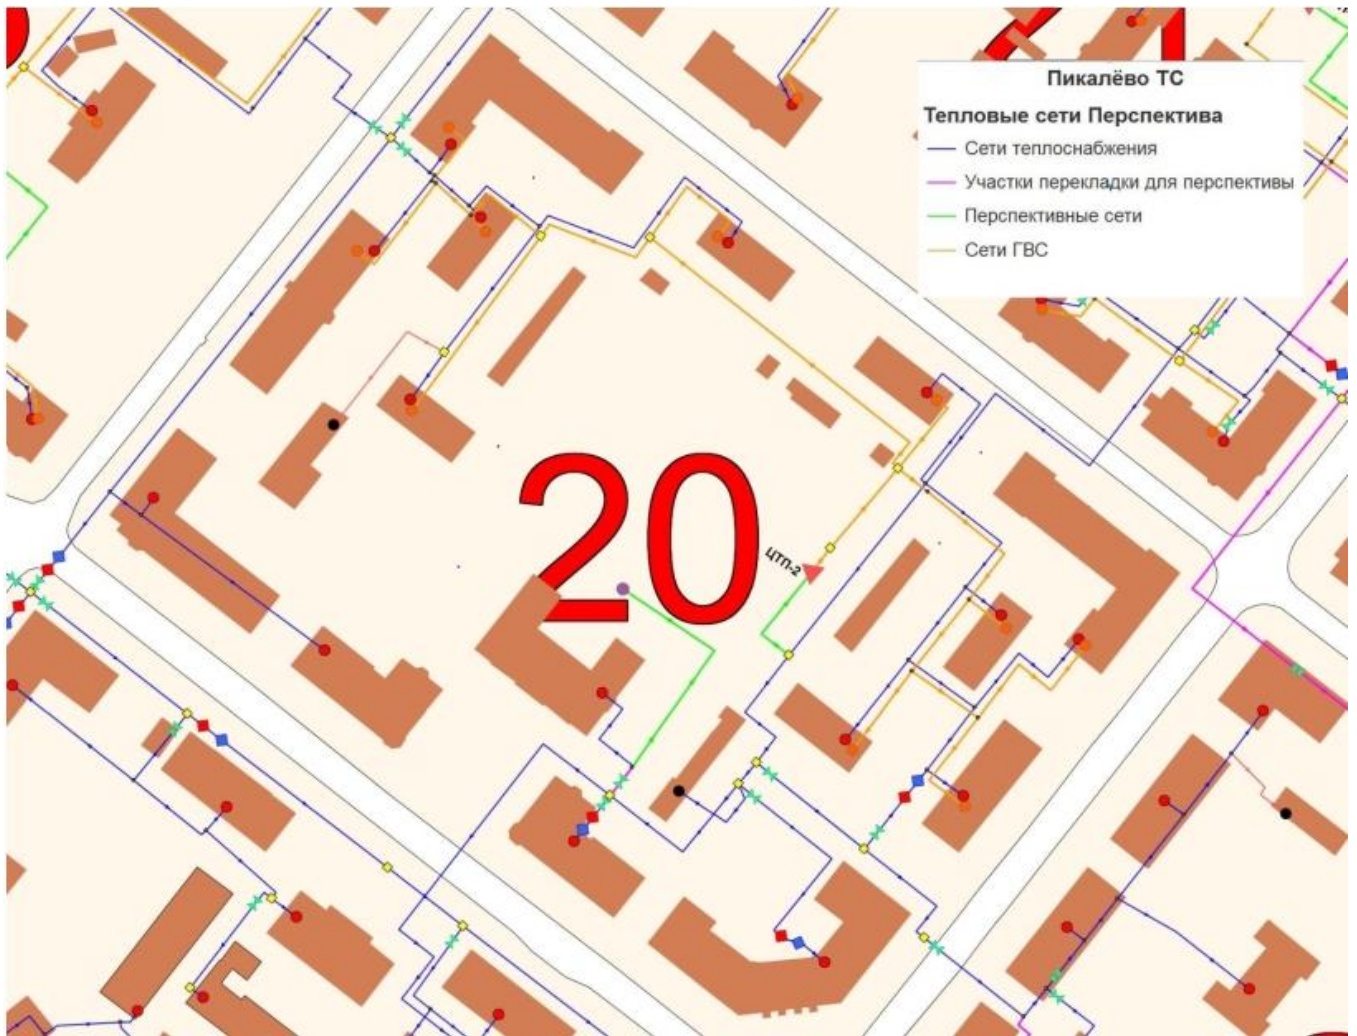 Пикалёво ТС
Тепловые сети Перспектива
Сети теплоснабжения
Участки перекладки для перспективы
Перспективные сети
Сети ГВС
20
ЦТП-2